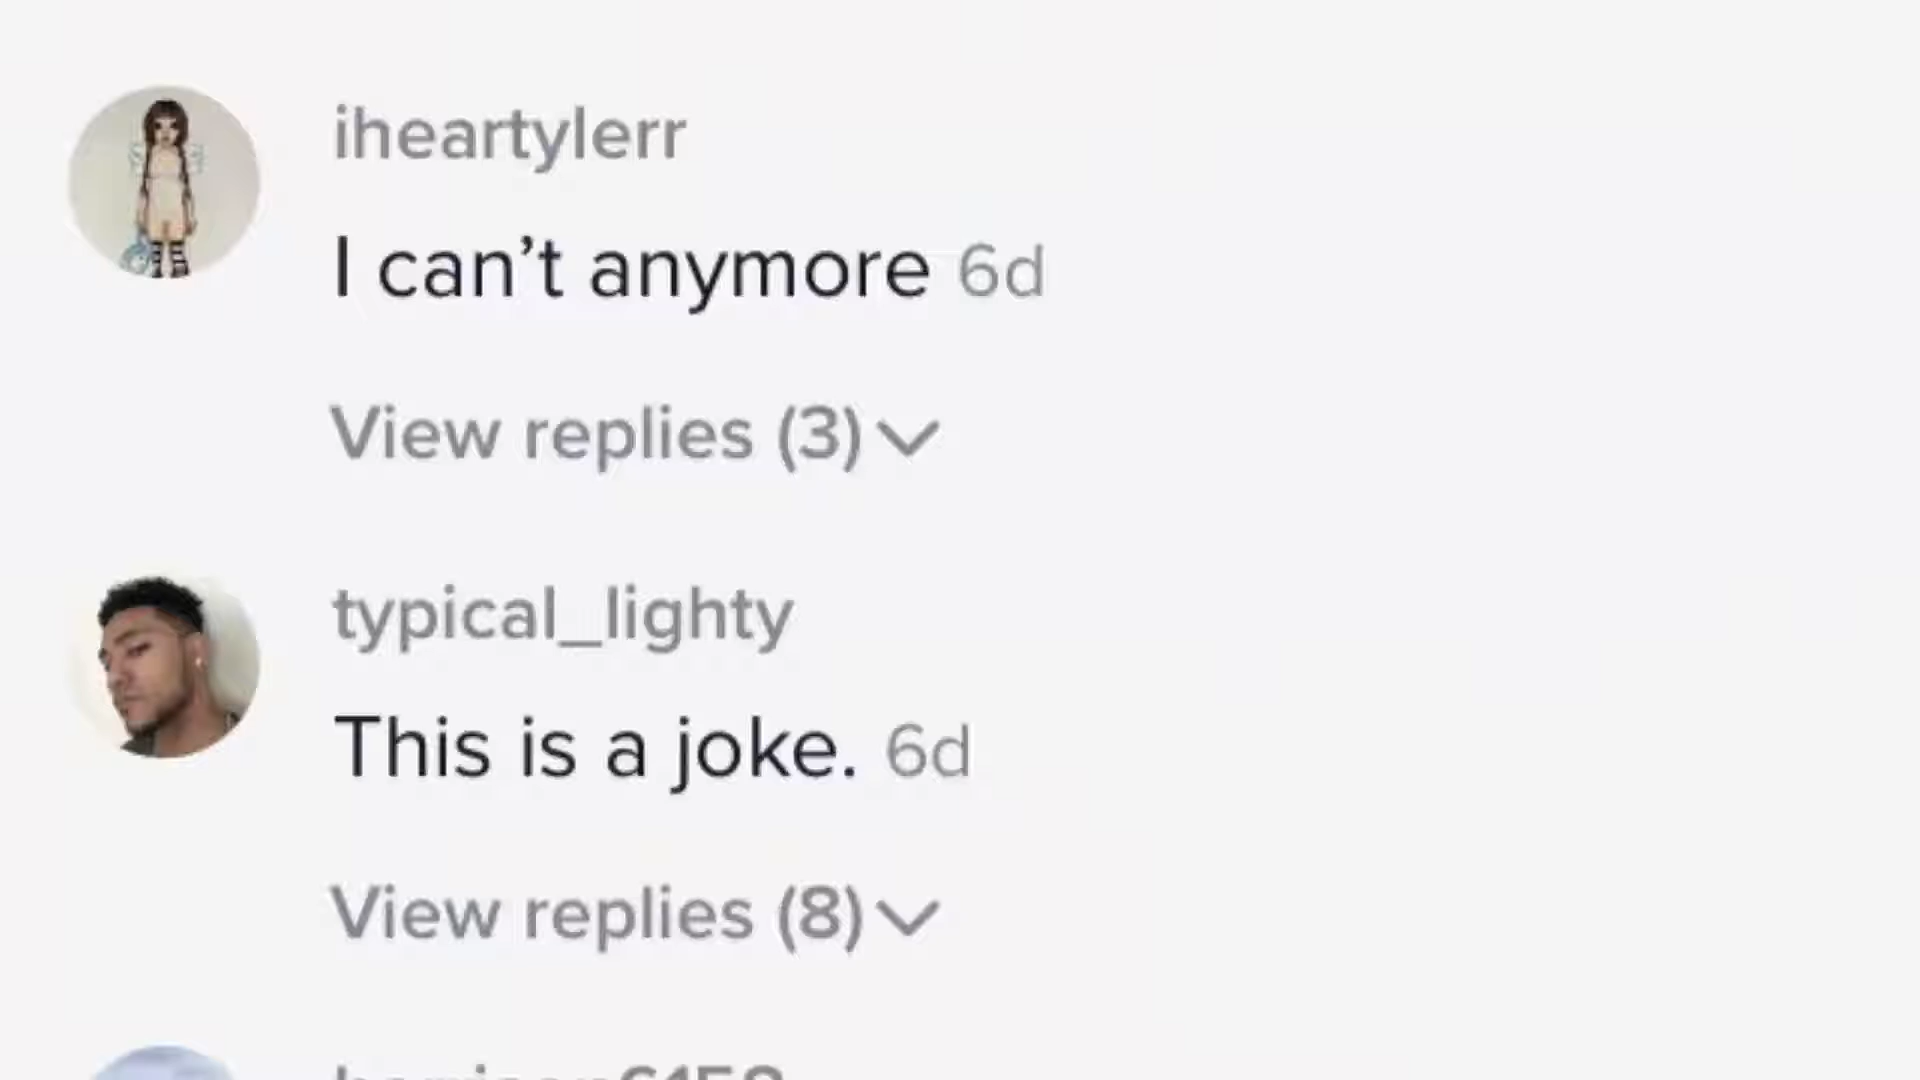 iheartylerr
I can’t anymore 6d
View replies (3)
typical_lighty
This is a joke. 6d
View replies (8)